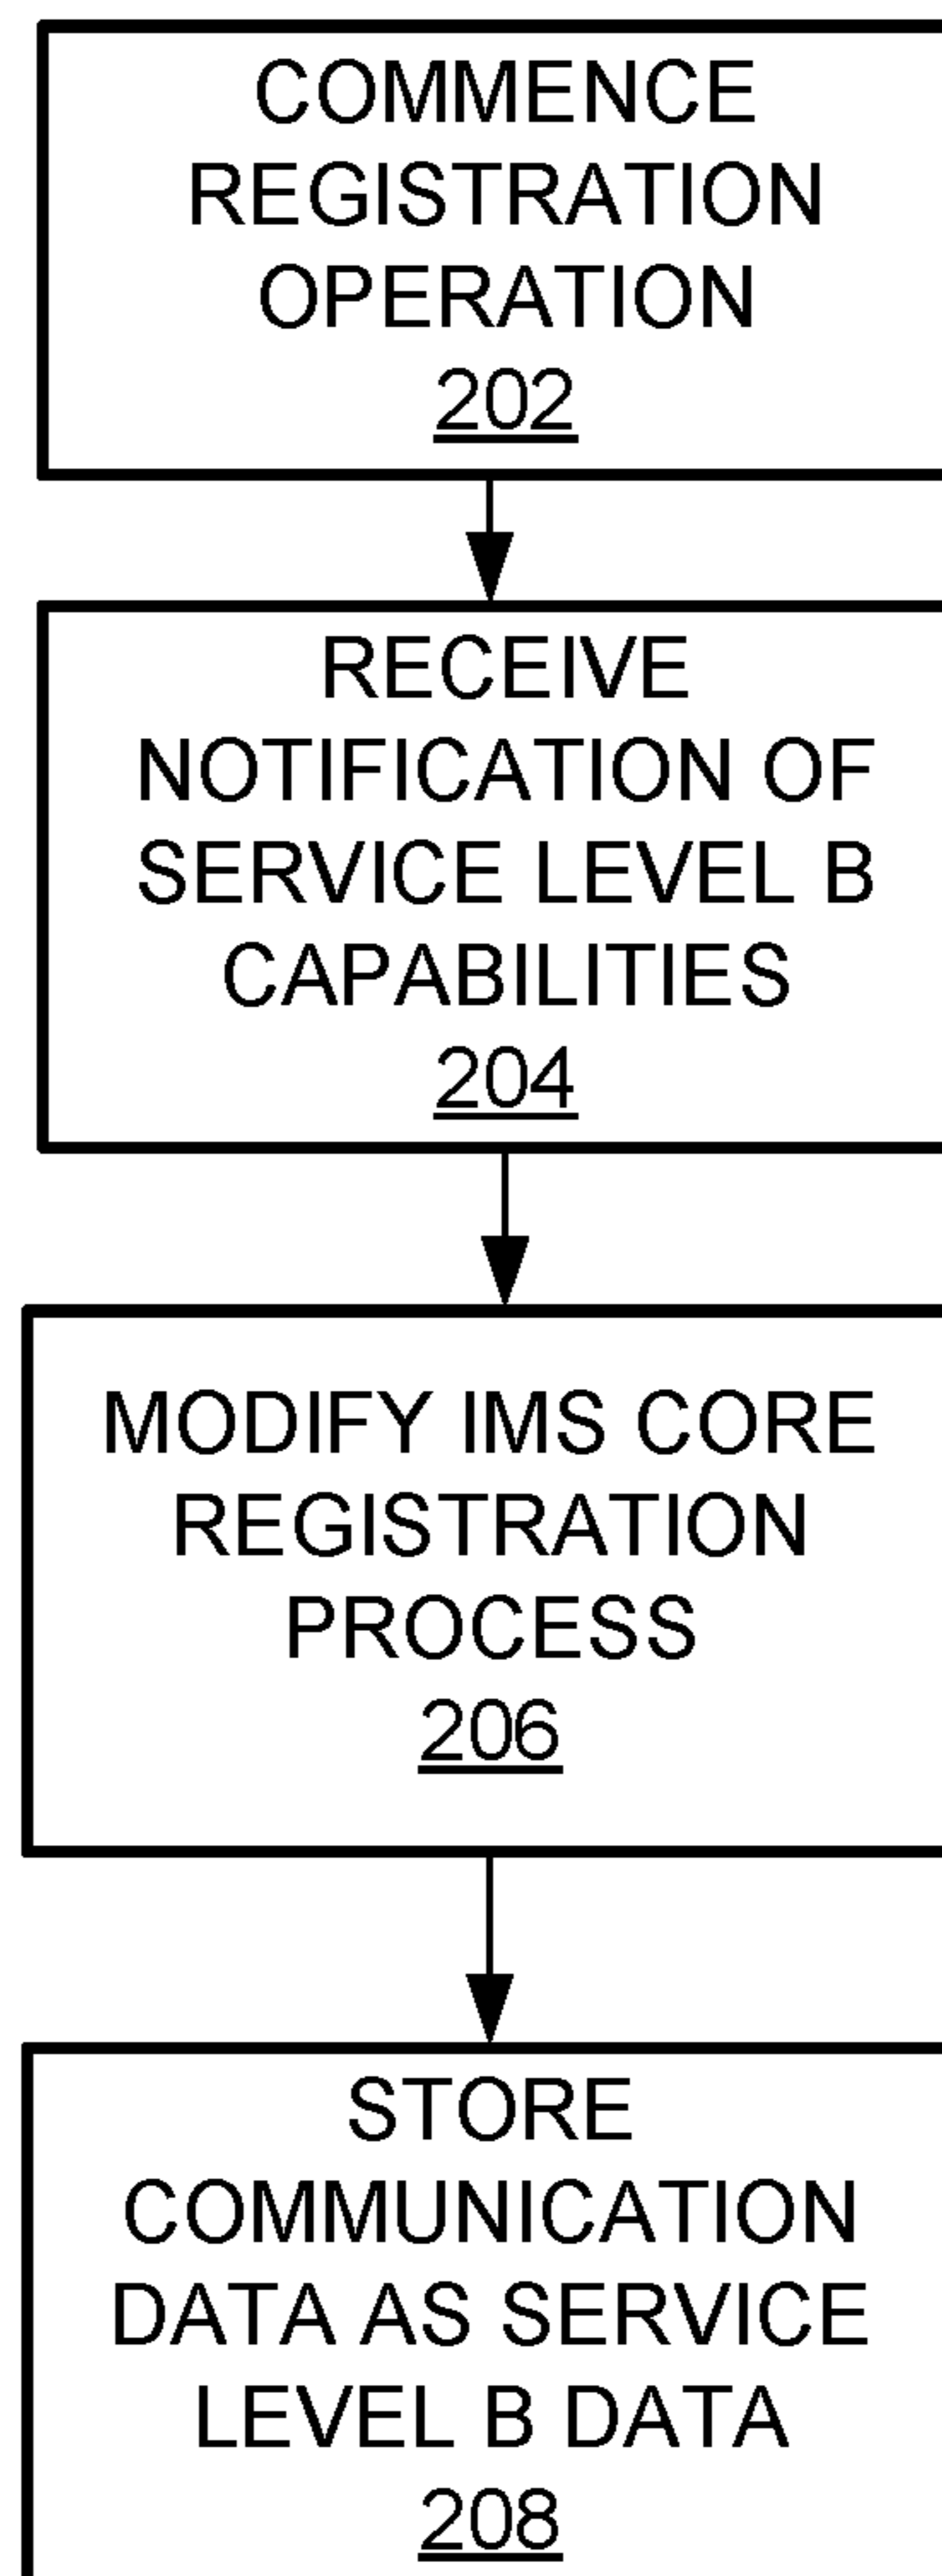 COMMENCE
REGISTRATION
OPERATION
202
RECEIVE
NOTIFICATION OF
SERVICE LEVEL B
CAPABILITIES
204
MODIFY IMS CORE
REGISTRATION
PROCESS
206
STORE
COMMUNICATION
DATA AS SERVICE
LEVEL B DATA
208